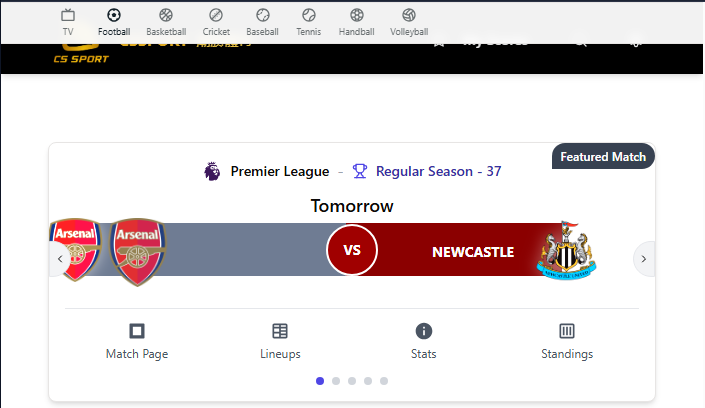 TV Football Basketball Cricket Baseball Tennis Handball Volleyball
CS SPORT
Featured Match
Premier League - Regular Season - 37
Tomorrow
Arsenal Arsenal VS NEWCASTLE
Match Page Lineups Stats Standings